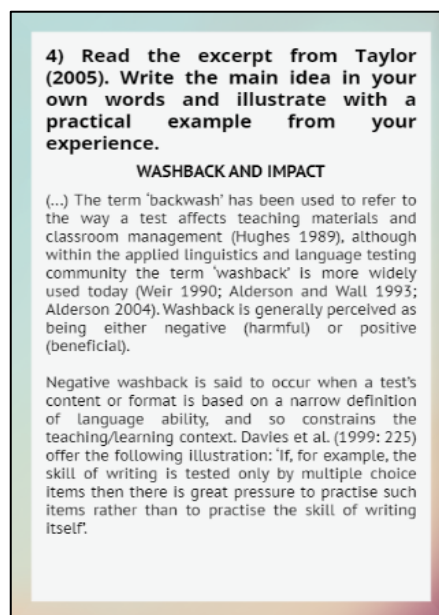 4) Read the excerpt from Taylor
(2005). Write the main idea in your
own words and illustrate with a
practical example from your
experience.
WASHBACK AND IMPACT
(...) The term ‘backwash’ has been used to refer to
the way a test affects teaching materials and
classroom management (Hughes 1989), although
within the applied linguistics and language testing
community the term ‘washback’ is more widely
used today (Weir 1990; Alderson and Wall 1993;
Alderson 2004). Washback is generally perceived as
being either negative (harmful) or positive
(beneficial).
Negative washback is said to occur when a test’s
content or format is based on a narrow definition
of language ability, and so constrains the
teaching/learning context. Davies et al. (1999: 225)
offer the following illustration: ‘If, for example, the
skill of writing is tested only by multiple choice
items then there is great pressure to practise such
items rather than to practise the skill of writing
itself’.